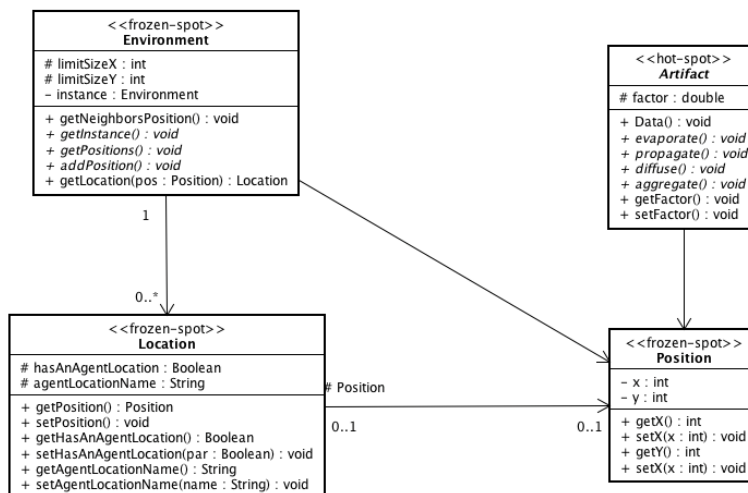 <<frozen-spot>>
Environment
# limitSizeX : int
# limitSizeY : int
- instance : Environment
+ getNeighborsPosition() : void
+ getInstance() : void
+ getPositions() : void
+ addPosition() : void
+ getLocation(pos : Position) : Location
<<hot-spot>>
Artifact
# factor : double
+ Data() : void
+ evaporate() : void
+ propagate() : void
+ diffuse() : void
+ aggregate() : void
+ getFactor() : void
+ setFactor() : void
1
0..*
<<frozen-spot>>
Location
# hasAnAgentLocation : Boolean
# agentLocationName : String
+ getPosition() : Position
+ setPosition() : void
+ getHasAnAgentLocation() : Boolean
+ setHasAnAgentLocation(par : Boolean) : void
+ getAgentLocationName() : String
+ setAgentLocationName(name : String) : void
# Position
0..1
0..1
<<frozen-spot>>
Position
- x : int
- y : int
+ getX() : int
+ setX(x : int) : void
+ getY() : int
+ setX(x : int) : void